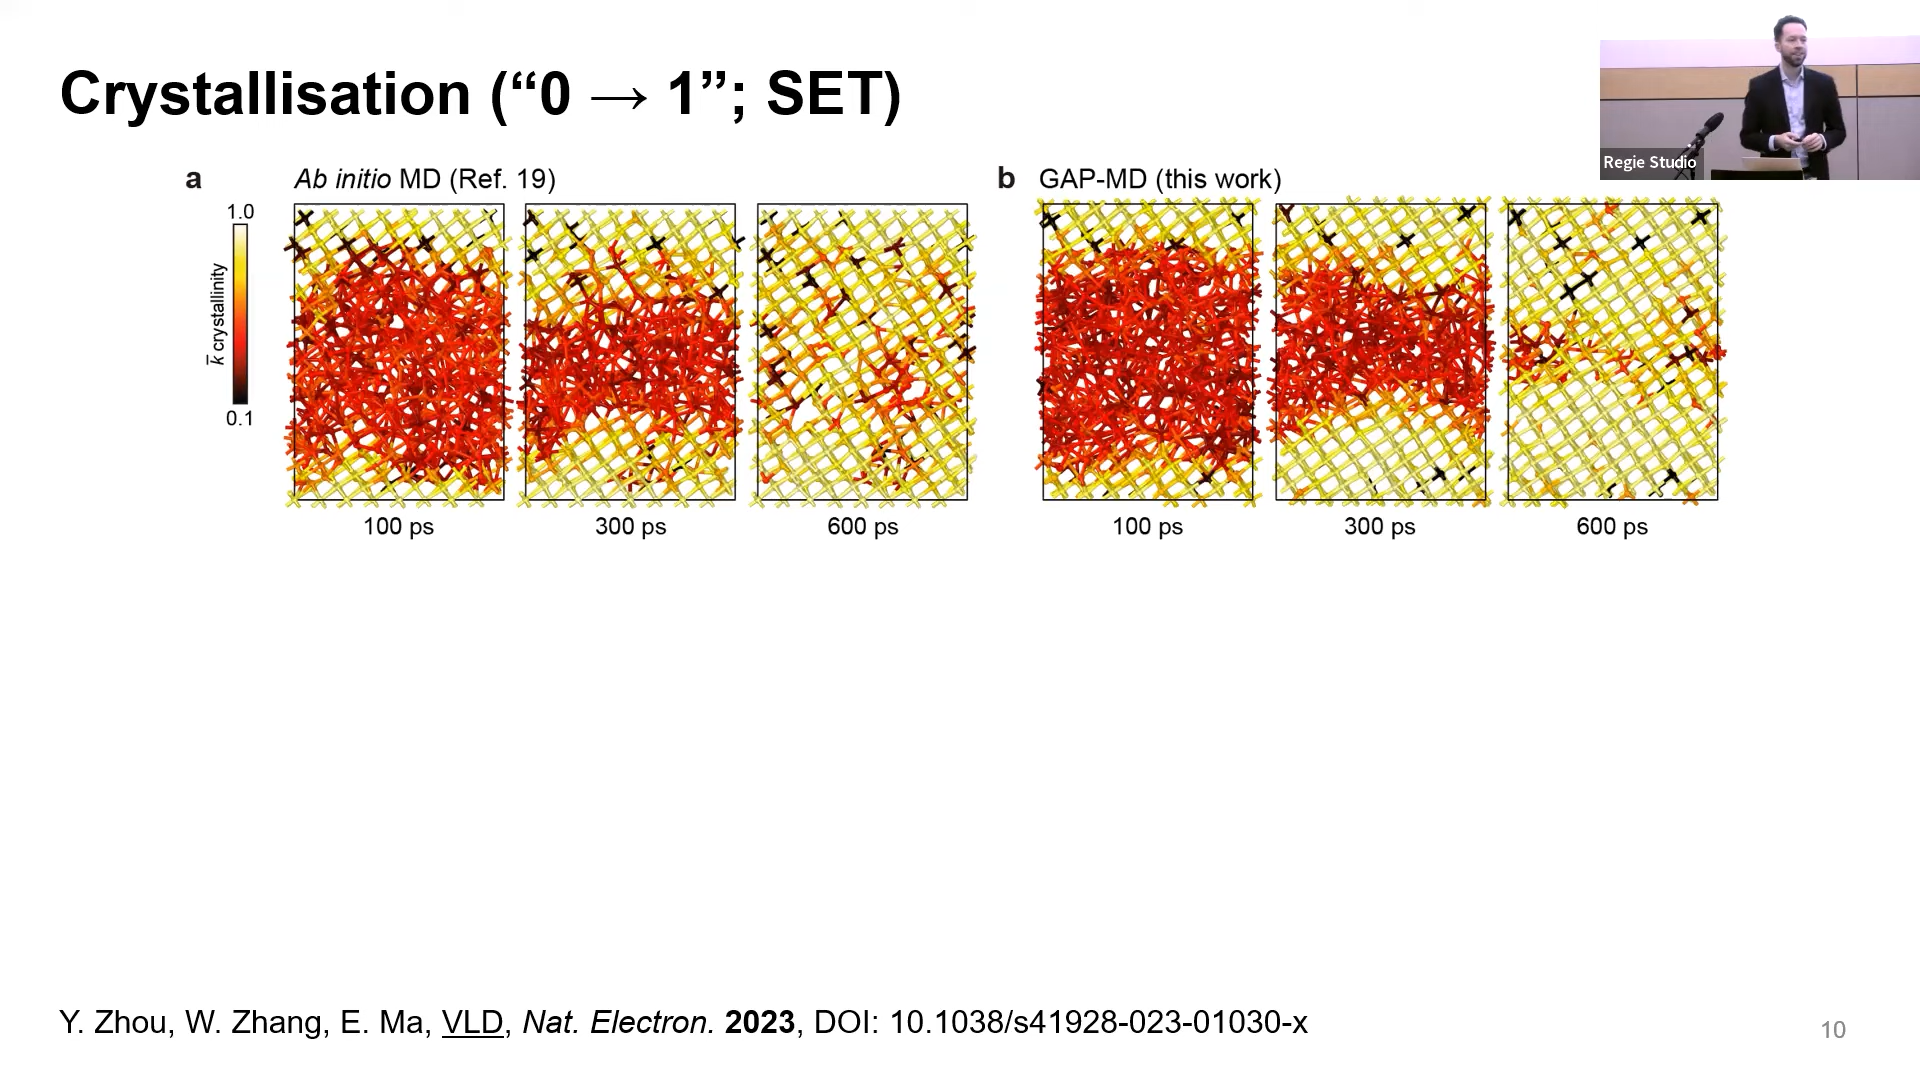 Crystallisation (“0 → 1”; SET)
Regie Studio
a
Ab initio MD (Ref. 19)
1.0
k̅ crystallinity
0.1
100 ps
300 ps
600 ps
b
GAP-MD (this work)
100 ps
300 ps
600 ps
Y. Zhou, W. Zhang, E. Ma, VLD, Nat. Electron. 2023, DOI: 10.1038/s41928-023-01030-x
10